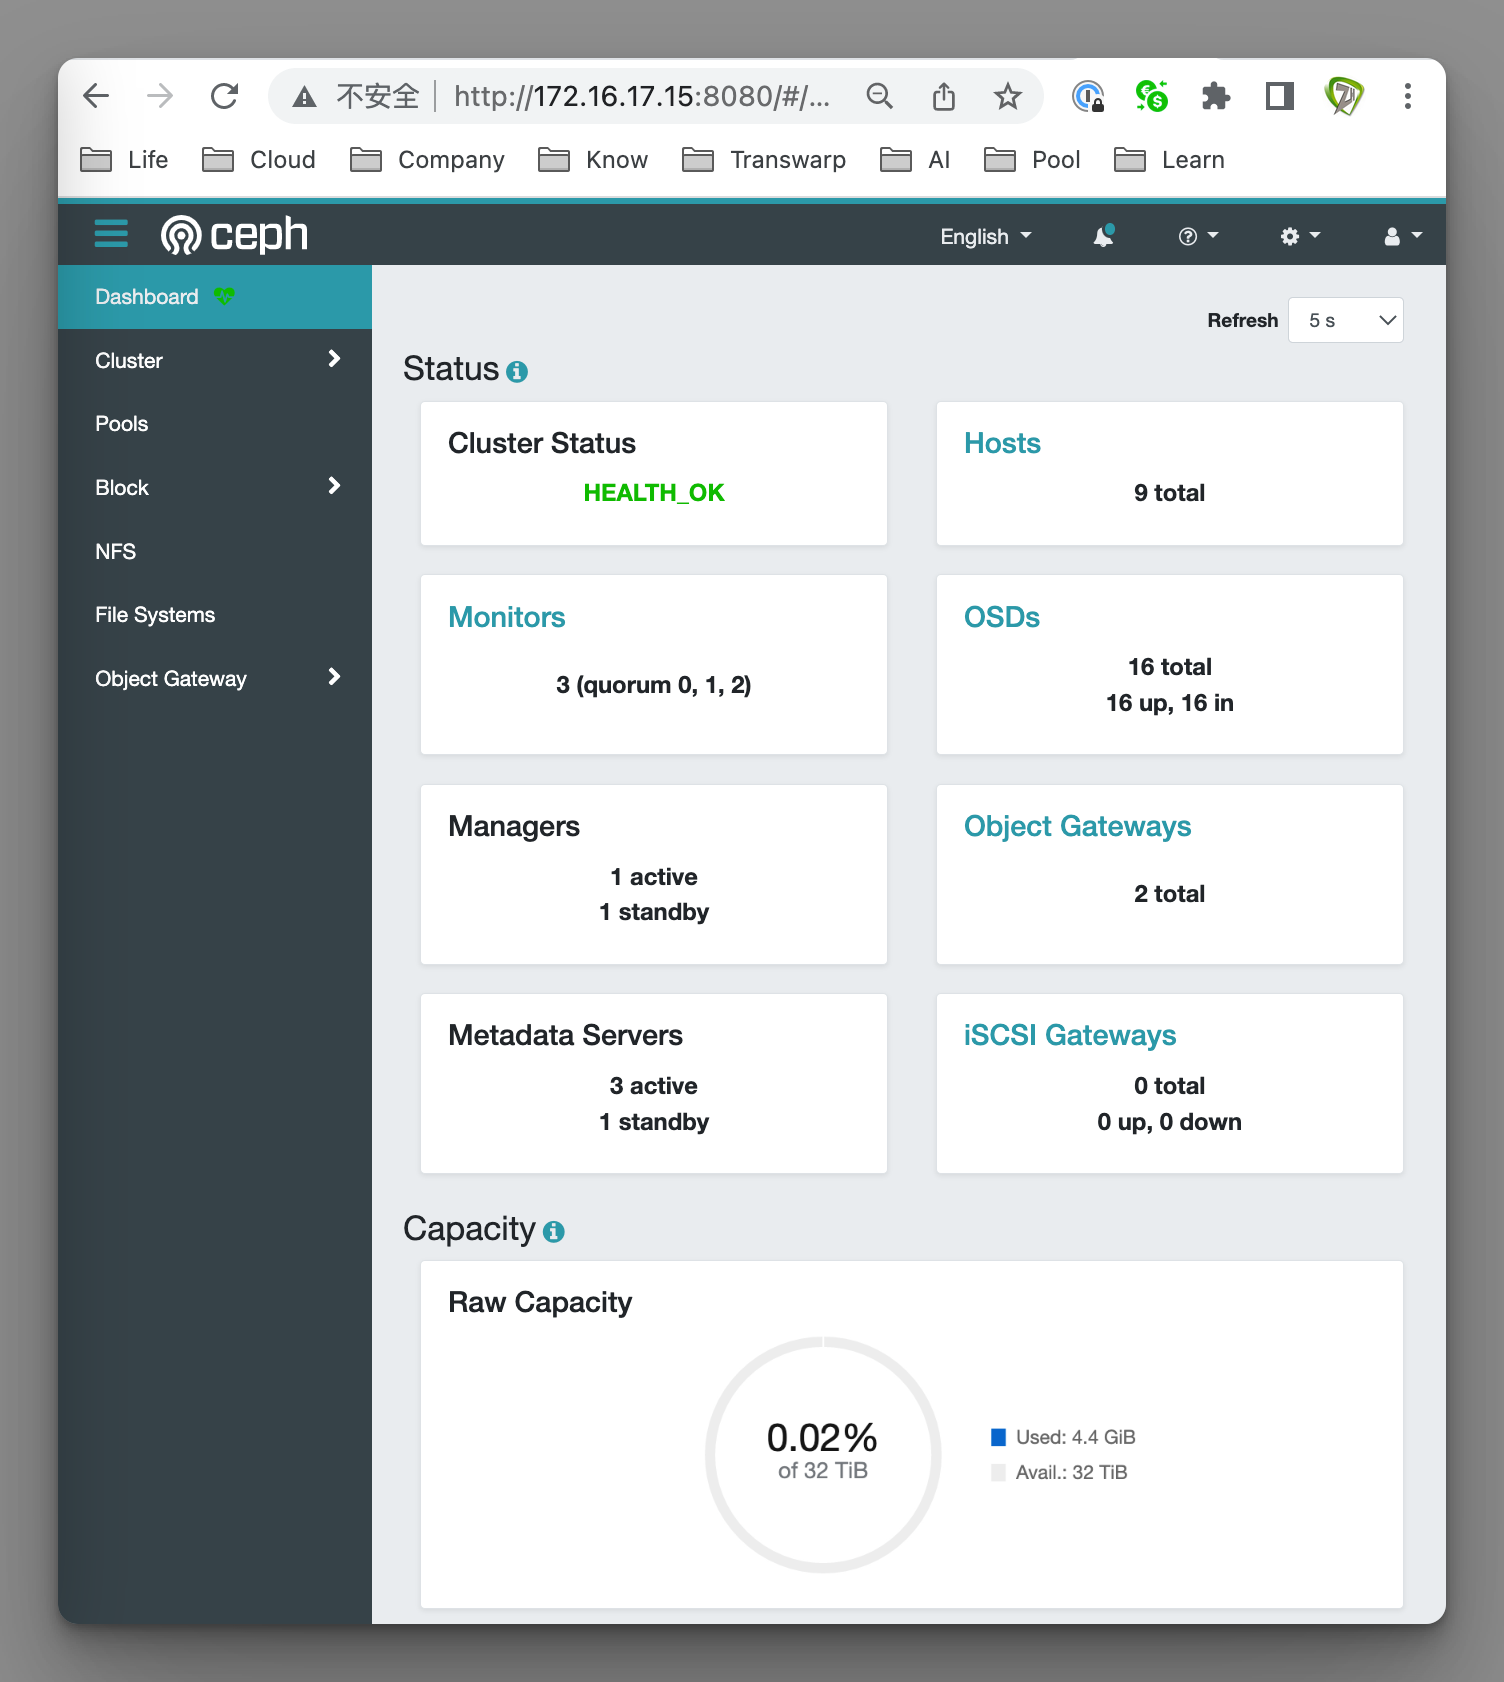 不安全 http://172.16.17.15:8080/#/...
Life Cloud Company Know Transwarp AI Pool Learn
ceph English
Dashboard
Cluster
Pools
Block
NFS
File Systems
Object Gateway
Refresh 5 s
Status
Cluster Status
HEALTH_OK
Hosts
9 total
Monitors
3 (quorum 0, 1, 2)
OSDs
16 total
16 up, 16 in
Managers
1 active
1 standby
Object Gateways
2 total
Metadata Servers
3 active
1 standby
iSCSI Gateways
0 total
0 up, 0 down
Capacity
Raw Capacity
0.02%
of 32 TiB
Used: 4.4 GiB
Avail.: 32 TiB